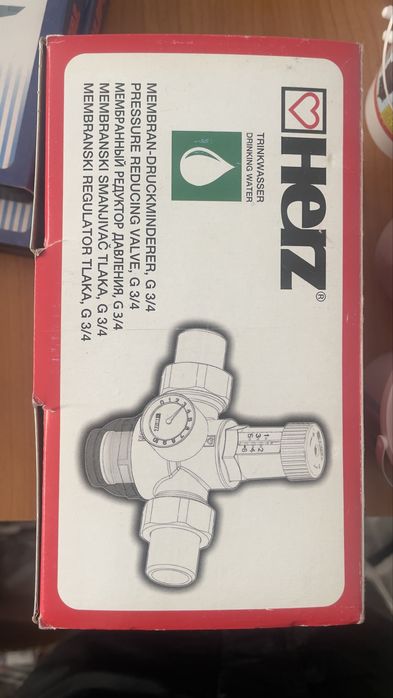 Herz®
TRINKWASSER
DRINKING WATER
MEMBRAN-DRUCKMINDERER, G 3/4
PRESSURE REDUCING VALVE, G 3/4
МЕМБРАННЫЙ РЕДУКТОР ДАВЛЕНИЯ, G 3/4
MEMBRANSKI SMANJIVAČ TLAKA, G 3/4
MEMBRANSKI REGULATOR TLAKA, G 3/4